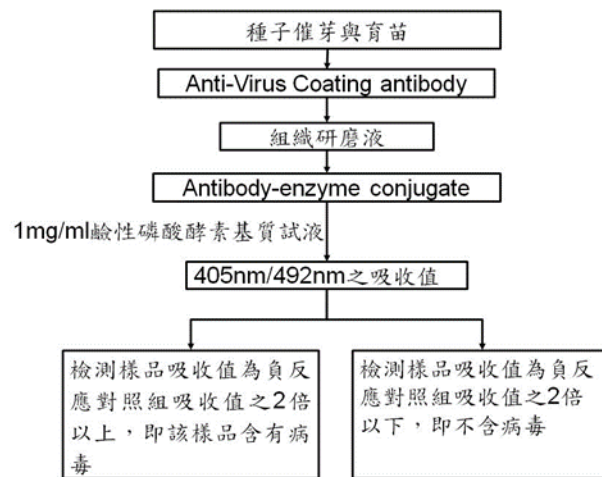 種子催芽與育苗
Anti-Virus Coating antibody
組織研磨液
Antibody-enzyme conjugate
1mg/ml鹼性磷酸酵素基質試液
405nm/492nm之吸收值
檢測樣品吸收值為負反
應對照組吸收值之2倍
以上，即該樣品含有病
毒
檢測樣品吸收值為負反
應對照組吸收值之2倍
以下，即不含病毒